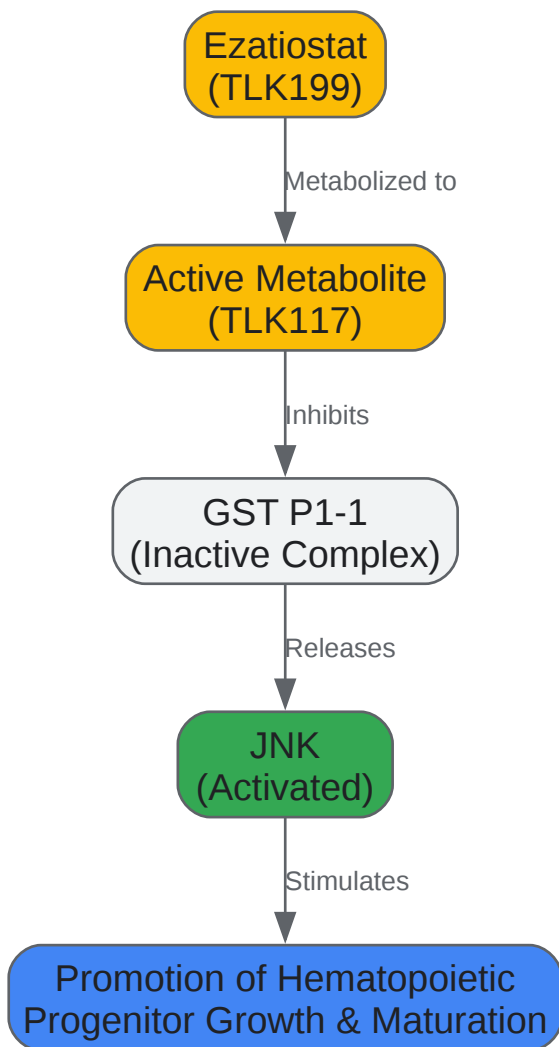 Ezatiostat
(TLK199)
Metabolized to
Active Metabolite
(TLK117)
Inhibits
GST P1-1
(Inactive Complex)
Releases
JNK
(Activated)
Stimulates
Promotion of Hematopoietic
Progenitor Growth & Maturation